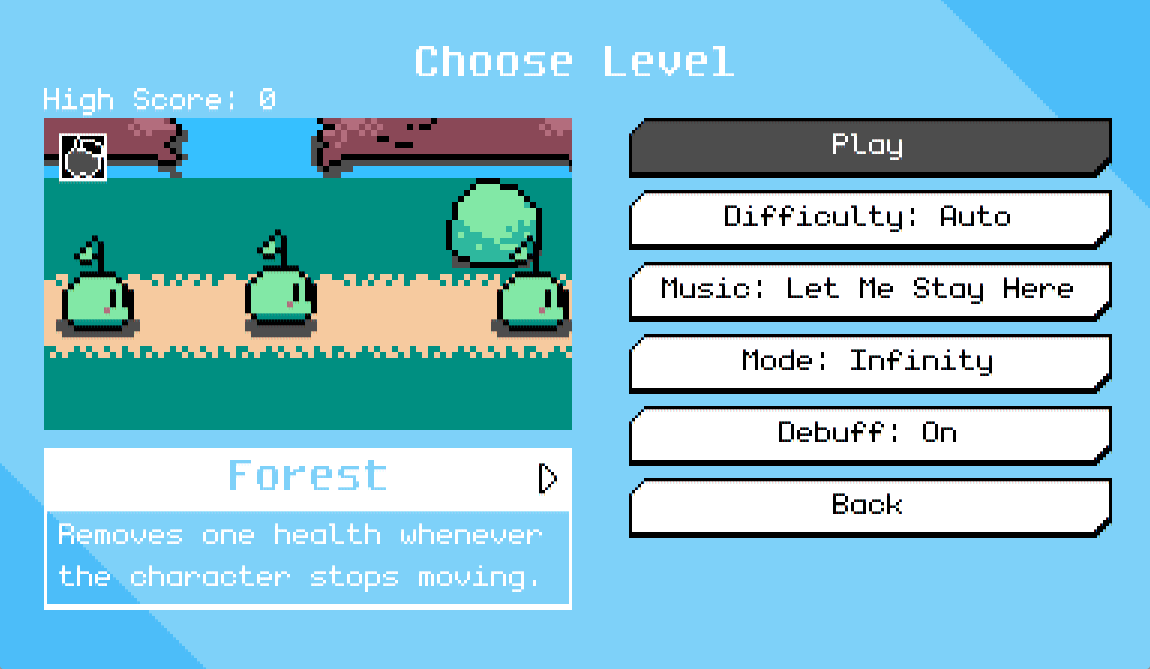 Choose Level
High Score: 0
Play
Difficulty: Auto
Music: Let Me Stay Here
Mode: Infinity
Debuff: On
Back
Forest
Removes one health whenever
the character stops moving.